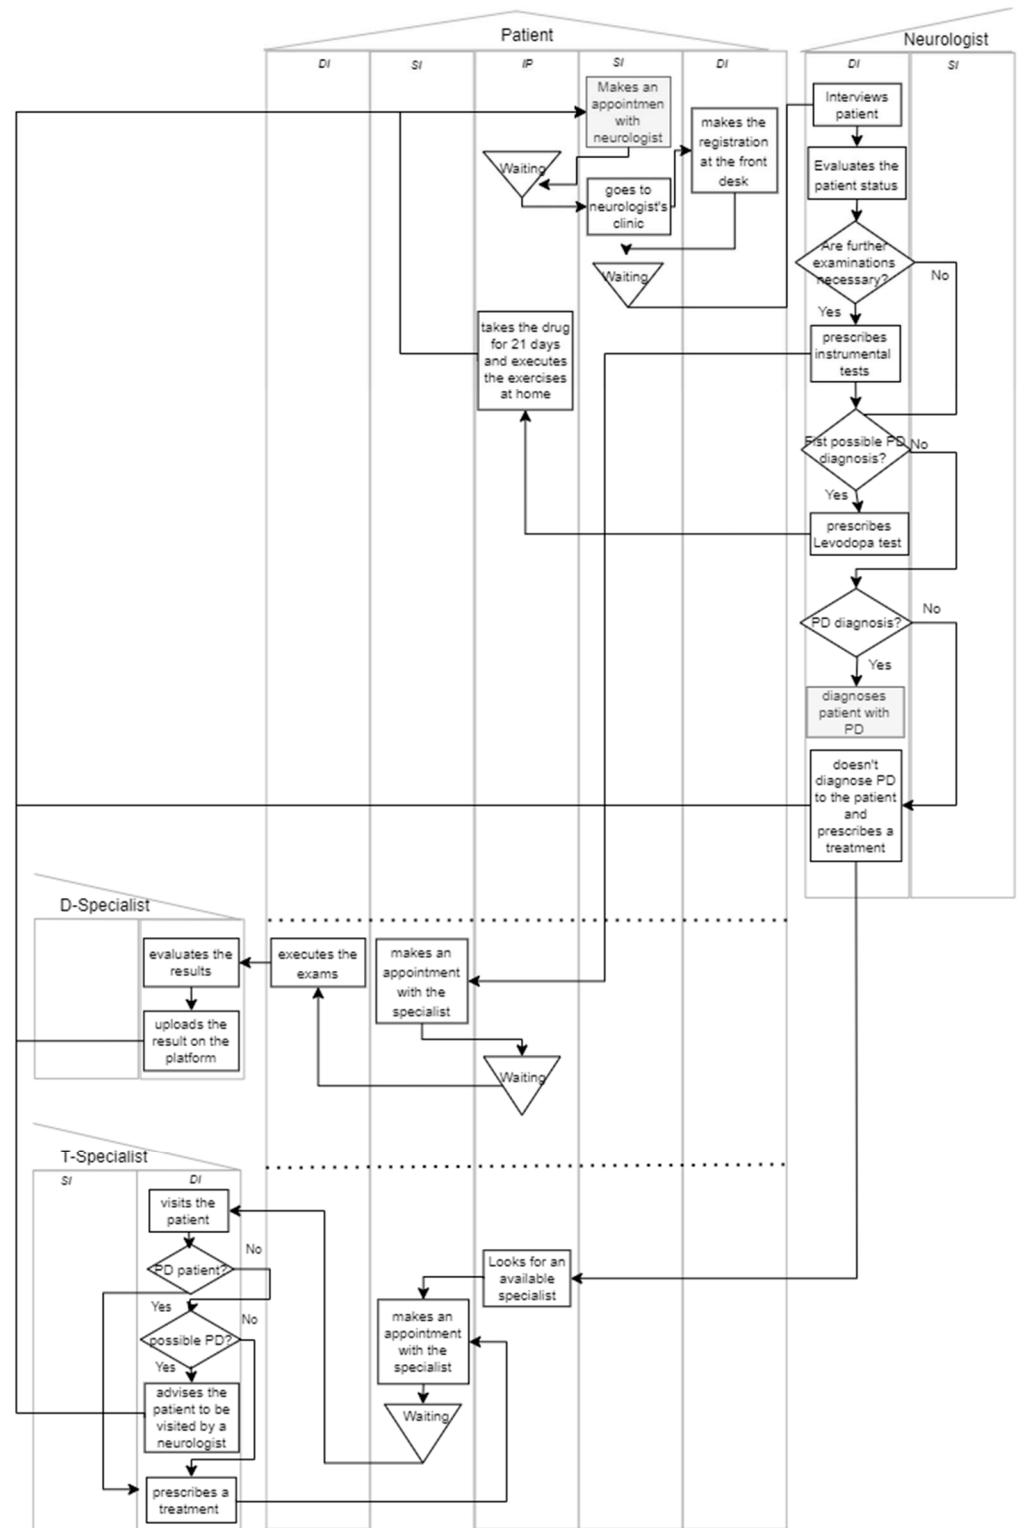 Patient
Neurologist
DI
SI
IP
SI
DI
DI
SI
Makes an
appointmen
with
neurologist
Waiting
goes to
neurologist's
clinic
makes the
registration
at the front
desk
Waiting
Interviews
patient
Evaluates the
patient status
Are further
examinations
necessary?
No
Yes
prescribes
instrumental
tests
takes the drug
for 21 days
and executes
the exercises
at home
Fist possible PD
diagnosis?
No
Yes
prescribes
Levodopa test
PD diagnosis?
No
Yes
diagnoses
patient with
PD
doesn't
diagnose PD
to the patient
and
prescribes a
treatment
D-Specialist
evaluates the
results
executes the
exams
makes an
appointment
with the
specialist
uploads the
result on the
platform
Waiting
T-Specialist
SI
DI
visits the
patient
PD patient?
No
Yes
possible PD?
No
Yes
advises the
patient to be
visited by a
neurologist
prescribes a
treatment
Looks for an
available
specialist
makes an
appointment
with the
specialist
Waiting